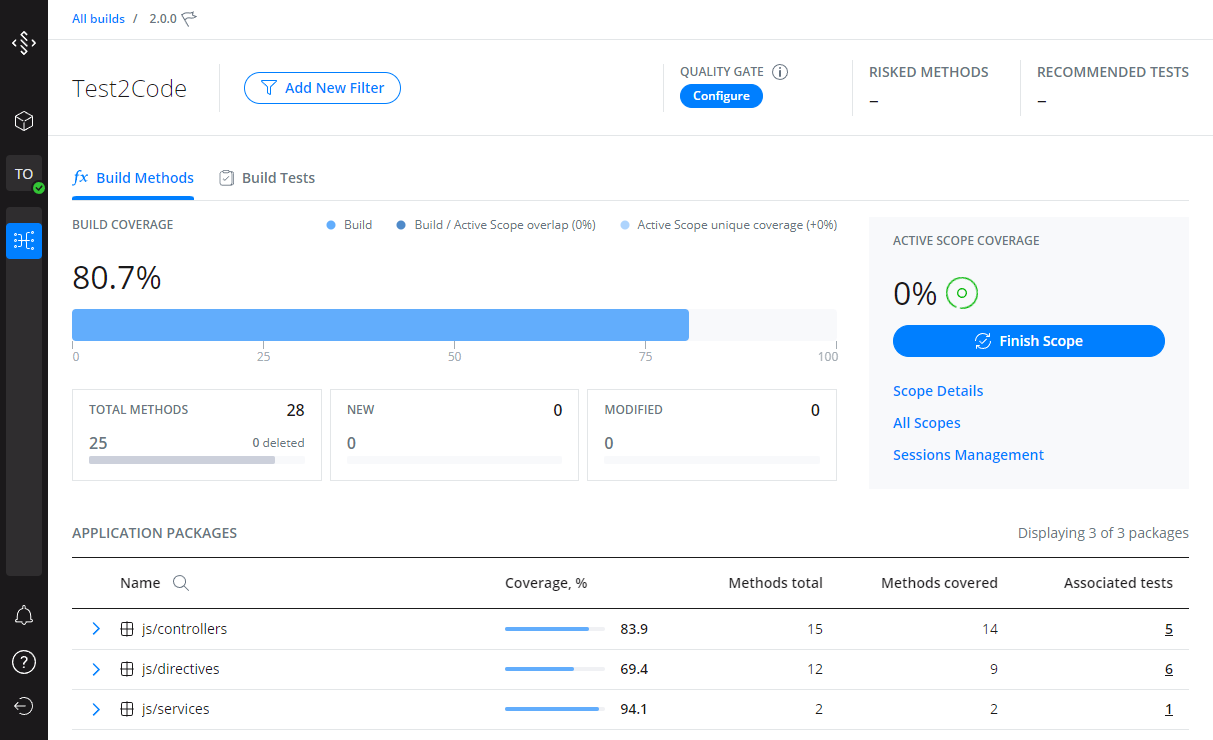 All builds / 2.0.0
Test2Code
Add New Filter
QUALITY GATE
Configure
RISKED METHODS
–
RECOMMENDED TESTS
–
TO
Build Methods
Build Tests
BUILD COVERAGE
Build
Build / Active Scope overlap (0%)
Active Scope unique coverage (+0%)
80.7%
0 25 50 75 100
TOTAL METHODS 28
25 0 deleted
NEW 0
0
MODIFIED 0
0
ACTIVE SCOPE COVERAGE
0%
Finish Scope
Scope Details
All Scopes
Sessions Management
APPLICATION PACKAGES Displaying 3 of 3 packages
Name Coverage, % Methods total Methods covered Associated tests
js/controllers 83.9 15 14 5
js/directives 69.4 12 9 6
js/services 94.1 2 2 1